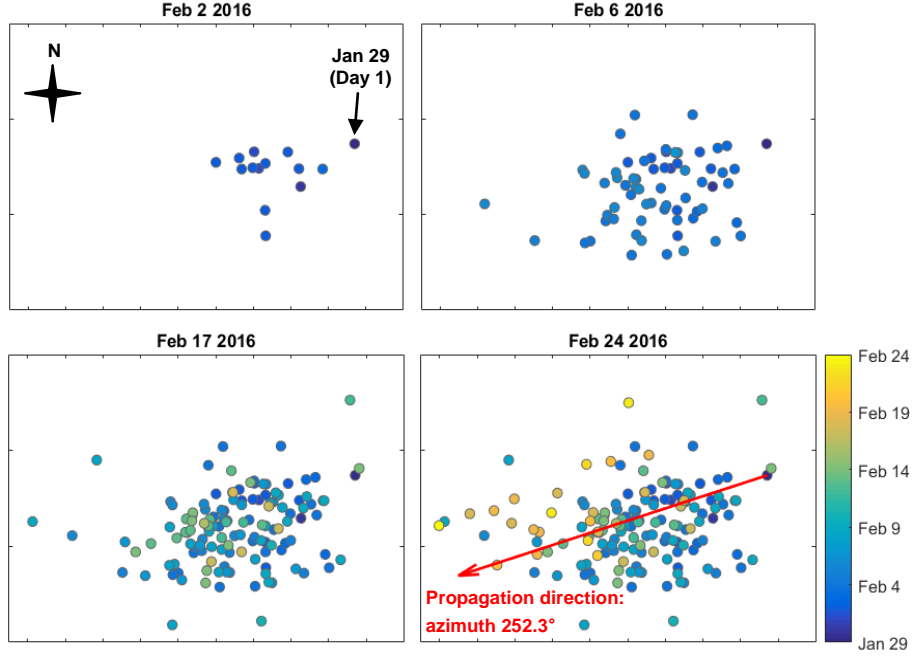 Feb 2 2016
N
Jan 29
(Day 1)
Feb 6 2016
Feb 17 2016
Feb 24 2016
Propagation direction:
azimuth 252.3°
Feb 24
Feb 19
Feb 14
Feb 9
Feb 4
Jan 29